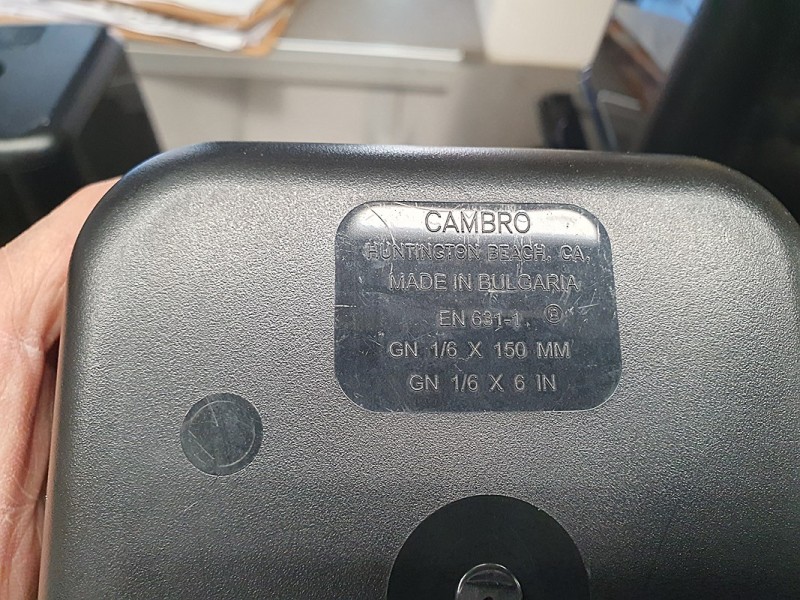 CAMBRO
HUNTINGTON BEACH, CA.
MADE IN BULGARIA
EN 631-1 Ⓑ
GN 1/6 X 150 MM
GN 1/6 X 6 IN